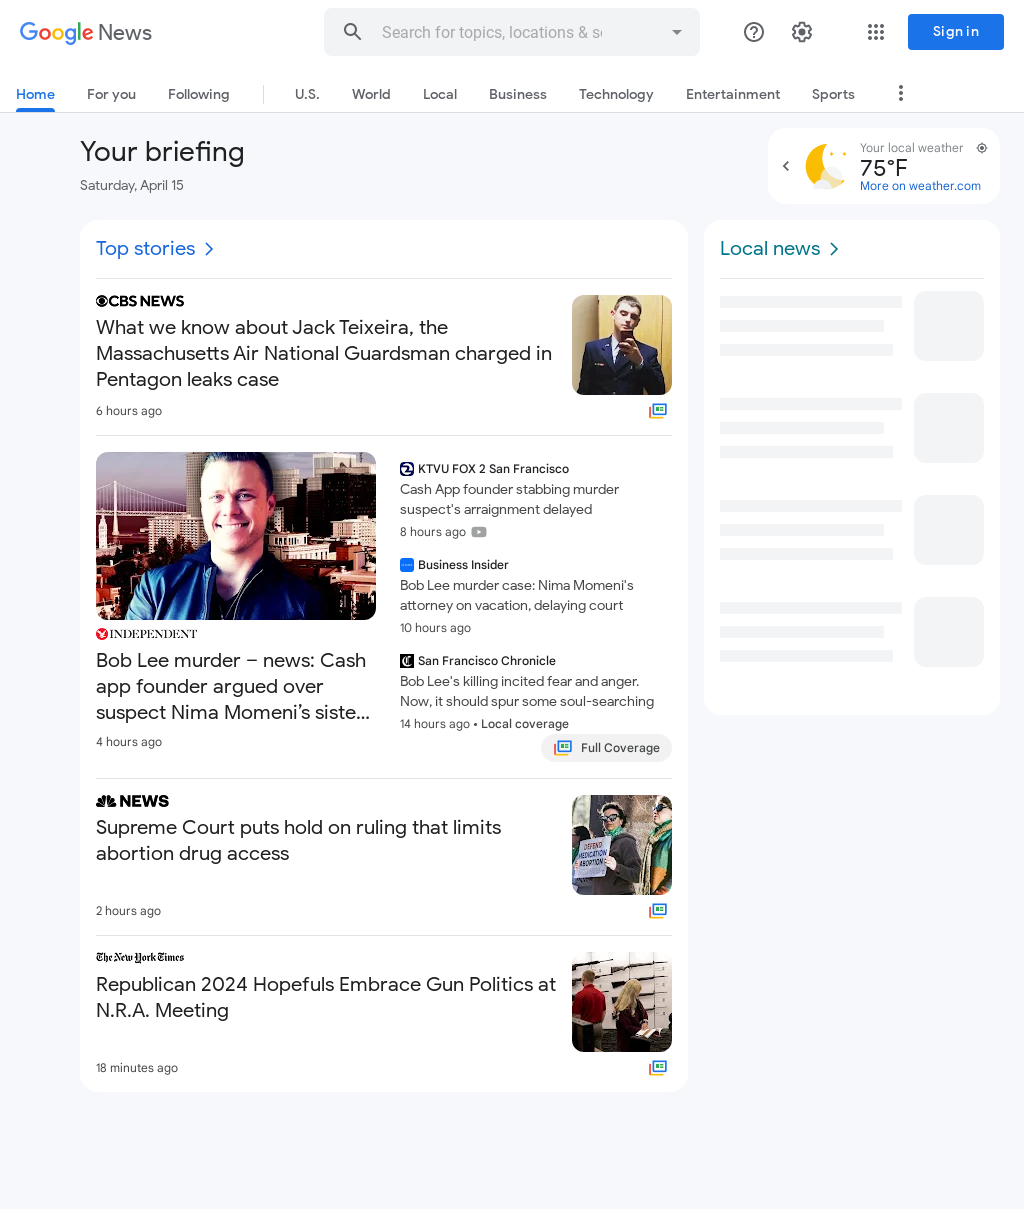 Google News
Search for topics, locations & so
Sign in
Home
For you
Following
U.S.
World
Local
Business
Technology
Entertainment
Sports
Your briefing
Saturday, April 15
Your local weather
75°F
More on weather.com
Top stories
Local news
CBS NEWS
What we know about Jack Teixeira, the
Massachusetts Air National Guardsman charged in
Pentagon leaks case
6 hours ago
INDEPENDENT
Bob Lee murder – news: Cash
app founder argued over
suspect Nima Momeni’s siste...
4 hours ago
KTVU FOX 2 San Francisco
Cash App founder stabbing murder
suspect's arraignment delayed
8 hours ago
Business Insider
Bob Lee murder case: Nima Momeni's
attorney on vacation, delaying court
10 hours ago
San Francisco Chronicle
Bob Lee's killing incited fear and anger.
Now, it should spur some soul-searching
14 hours ago • Local coverage
Full Coverage
NEWS
Supreme Court puts hold on ruling that limits
abortion drug access
DEFEND
MEDICATION
ABORTION
2 hours ago
The New York Times
Republican 2024 Hopefuls Embrace Gun Politics at
N.R.A. Meeting
18 minutes ago